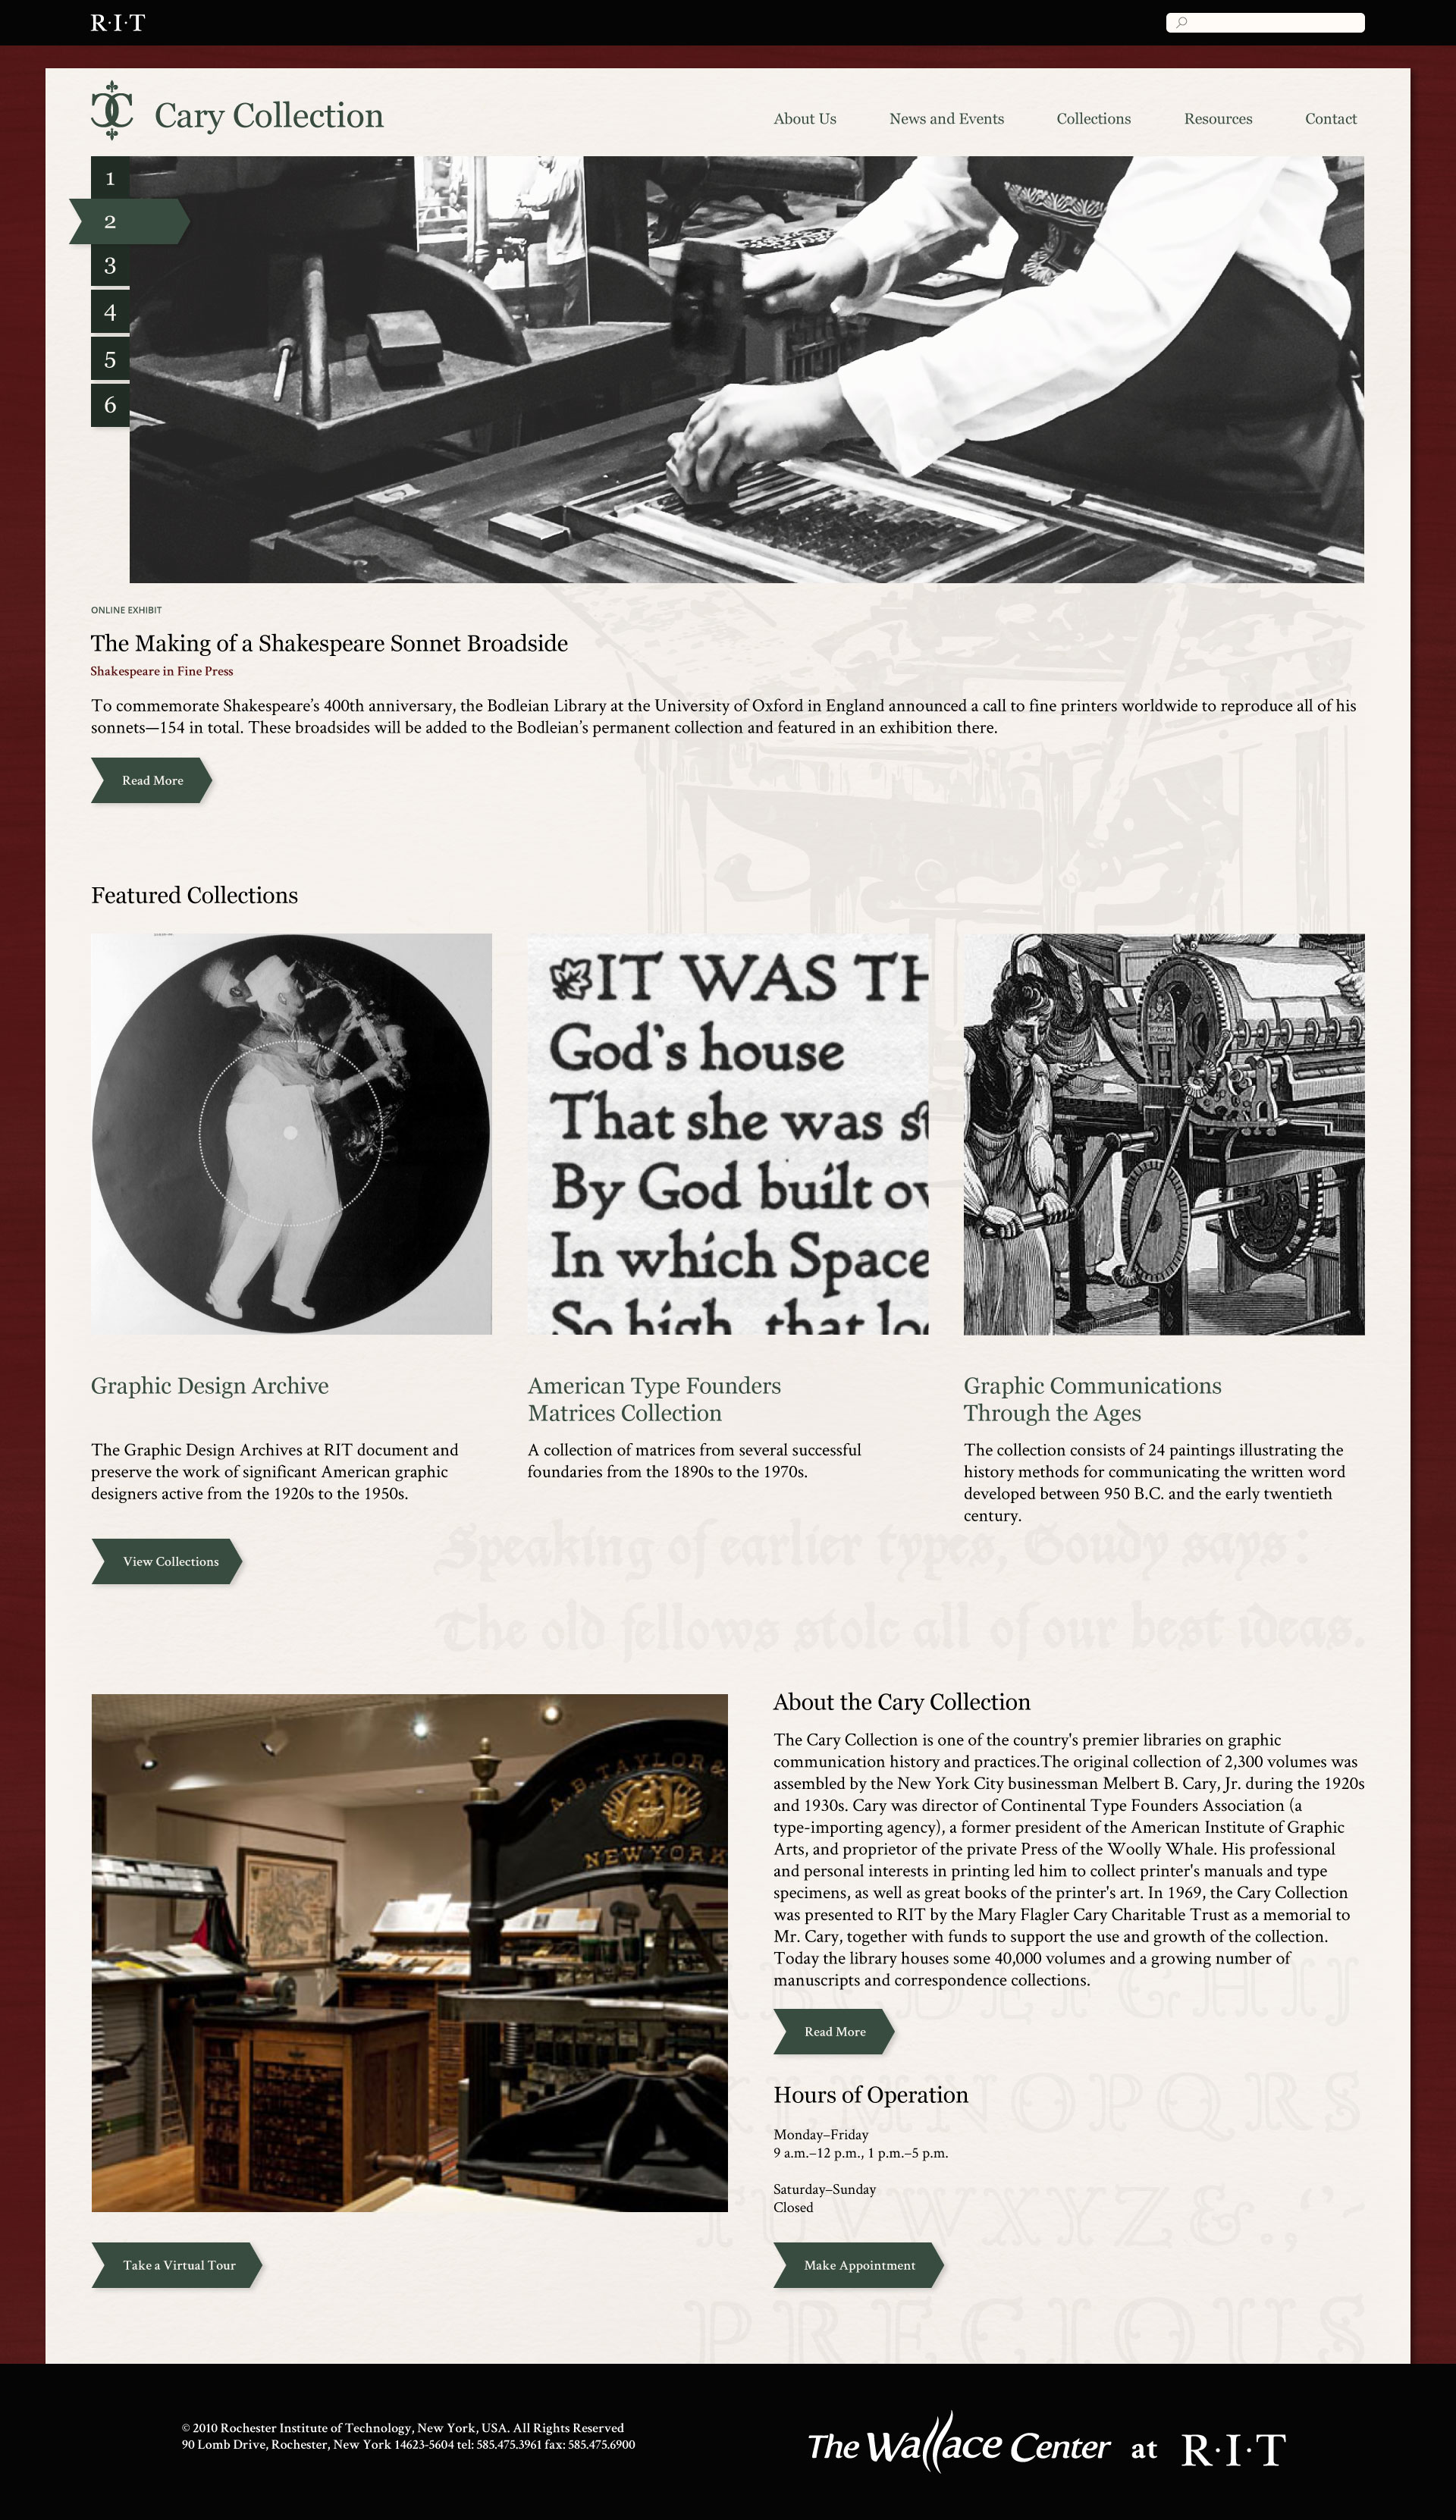 R·I·T
Cary Collection
About Us
News and Events
Collections
Resources
Contact
1
2
3
4
5
6
ONLINE EXHIBIT
The Making of a Shakespeare Sonnet Broadside
Shakespeare in Fine Press
To commemorate Shakespeare’s 400th anniversary, the Bodleian Library at the University of Oxford in England announced a call to fine printers worldwide to reproduce all of his
sonnets—154 in total. These broadsides will be added to the Bodleian’s permanent collection and featured in an exhibition there.
Read More
Featured Collections
IT WAS TH
God’s house
That she was st
By God built ov
In which Space
So high, that loo
Graphic Design Archive
The Graphic Design Archives at RIT document and
preserve the work of significant American graphic
designers active from the 1920s to the 1950s.
American Type Founders
Matrices Collection
A collection of matrices from several successful
foundaries from the 1890s to the 1970s.
Graphic Communications
Through the Ages
The collection consists of 24 paintings illustrating the
history methods for communicating the written word
developed between 950 B.C. and the early twentieth
century.
View Collections
Speaking of earlier types, Goudy says:
The old fellows stole all of our best ideas.
A.B. TAYLOR &
NEW YORK
Take a Virtual Tour
About the Cary Collection
The Cary Collection is one of the country's premier libraries on graphic
communication history and practices.The original collection of 2,300 volumes was
assembled by the New York City businessman Melbert B. Cary, Jr. during the 1920s
and 1930s. Cary was director of Continental Type Founders Association (a
type-importing agency), a former president of the American Institute of Graphic
Arts, and proprietor of the private Press of the Woolly Whale. His professional
and personal interests in printing led him to collect printer's manuals and type
specimens, as well as great books of the printer's art. In 1969, the Cary Collection
was presented to RIT by the Mary Flagler Cary Charitable Trust as a memorial to
Mr. Cary, together with funds to support the use and growth of the collection.
Today the library houses some 40,000 volumes and a growing number of
manuscripts and correspondence collections.
A B C D E F G H I J
Read More
K L M N O P Q R S
Hours of Operation
Monday–Friday
9 a.m.–12 p.m., 1 p.m.–5 p.m.
Saturday–Sunday
Closed
T U V W X Y Z & . , ‘ ’ -
Make Appointment
PRECIOUS
© 2010 Rochester Institute of Technology, New York, USA. All Rights Reserved
90 Lomb Drive, Rochester, New York 14623-5604 tel: 585.475.3961 fax: 585.475.6900
The Wallace Center at R·I·T